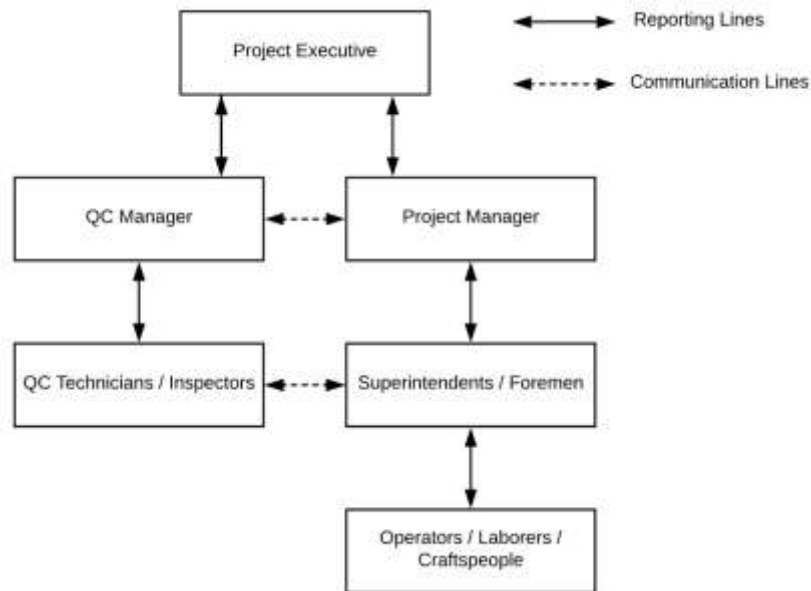 Project Executive
Reporting Lines
Communication Lines
QC Manager
Project Manager
QC Technicians / Inspectors
Superintendents / Foremen
Operators / Laborers /
Craftspeople